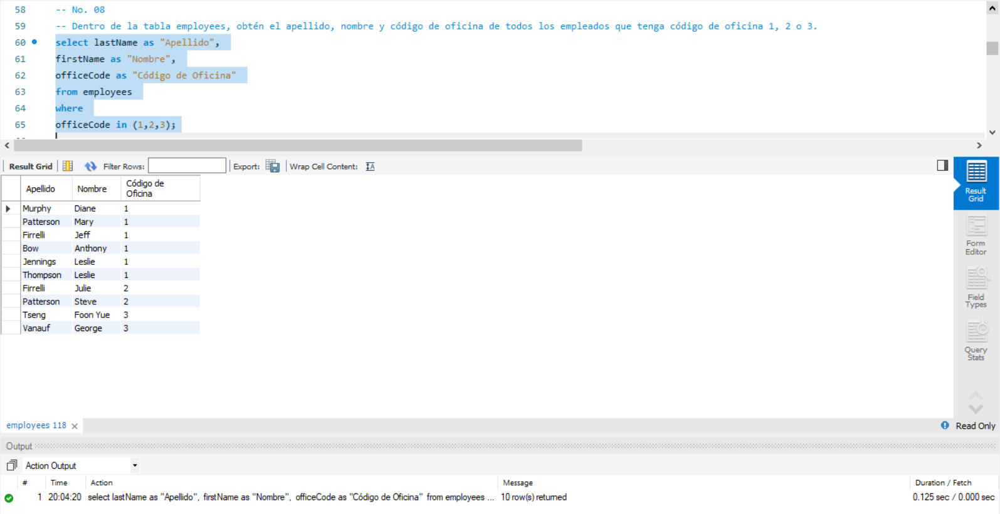 58 -- No. 08
59 -- Dentro de la tabla employees, obtén el apellido, nombre y código de oficina de todos los empleados que tenga código de oficina 1, 2 o 3.
60 select lastName as "Apellido",
61 firstName as "Nombre",
62 officeCode as "Código de Oficina"
63 from employees
64 where
65 officeCode in (1,2,3);
Result Grid Filter Rows: Export: Wrap Cell Content:
Apellido Nombre Código de Oficina
Murphy Diane 1
Patterson Mary 1
Firrelli Jeff 1
Bow Anthony 1
Jennings Leslie 1
Thompson Leslie 1
Firrelli Julie 2
Patterson Steve 2
Tseng Foon Yue 3
Vanauf George 3
Result
Grid
Form
Editor
Field
Types
Query
Stats
employees 118 Read Only
Output
Action Output
# Time Action Message Duration / Fetch
1 20:04:20 select lastName as "Apellido", firstName as "Nombre", officeCode as "Código de Oficina" from employees ... 10 row(s) returned 0.125 sec / 0.000 sec